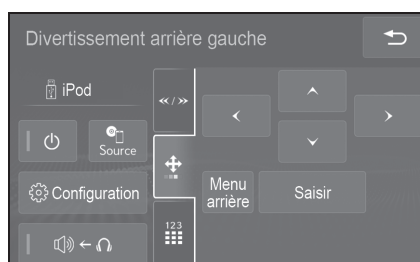 Divertissement arrière gauche
iPod
Source
Configuration
Menu
arrière
Saisir
123